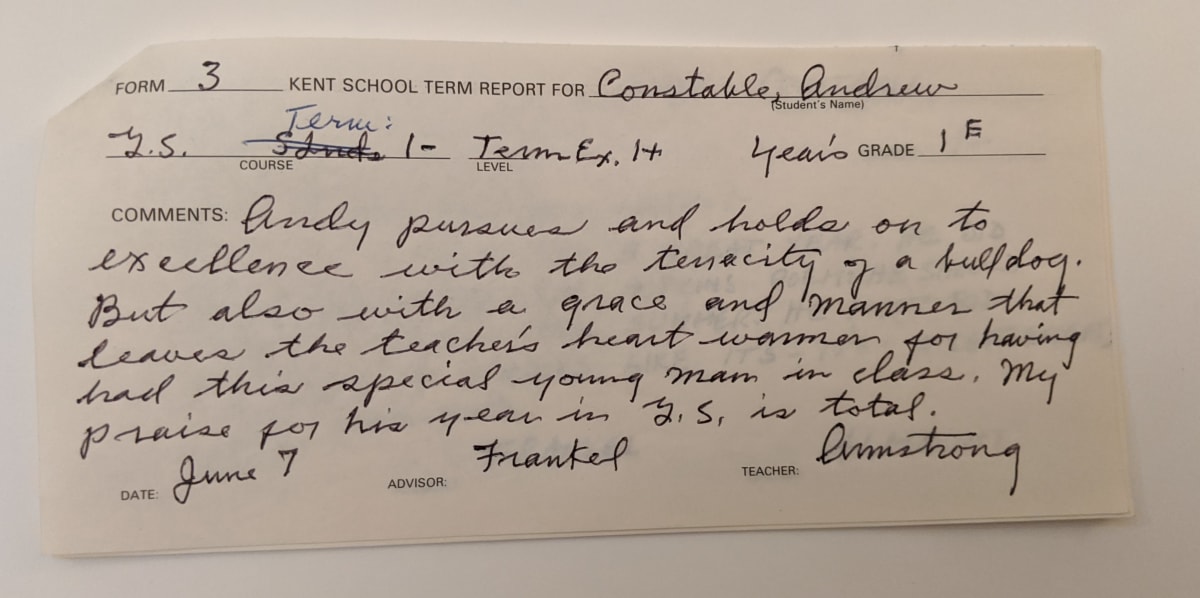 FORM 3 KENT SCHOOL TERM REPORT FOR Constable, Andrew
(Student's Name)
Term:
Y.S. 1- Term Ex. 1+ Year's GRADE 1 E
COURSE LEVEL
COMMENTS: Andy pursues and holds on to
excellence with the tenacity of a bulldog.
But also with a grace and manner that
leaves the teacher's heart warmer for having
had this special young man in class. My
praise for his year in Y.S. is total.
DATE: June 7 ADVISOR: Frankel TEACHER: Armstrong